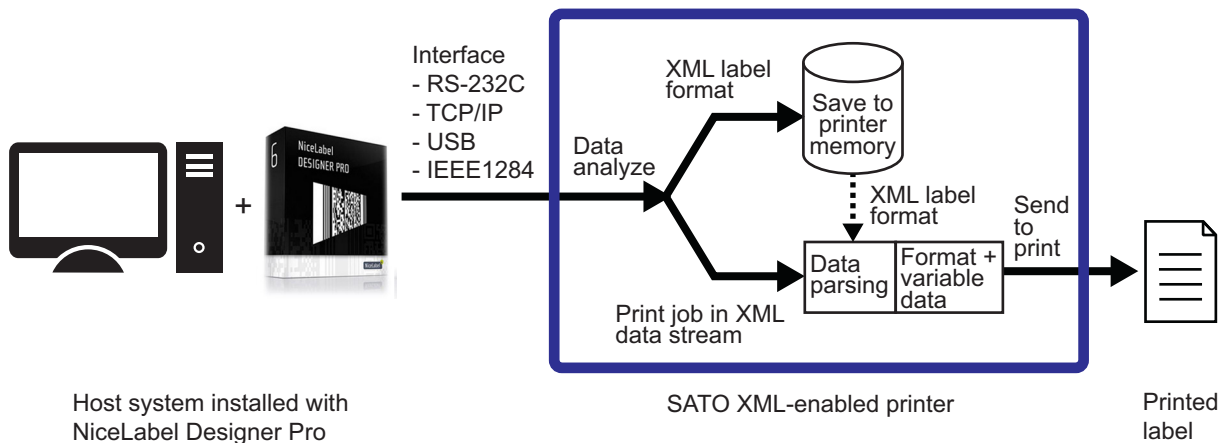 Interface
- RS-232C
- TCP/IP
- USB
- IEEE1284
+
6
NiceLabel
DESIGNER PRO
NiceLabel
Data
analyze
XML label
format
Save to
printer
memory
XML label
format
Data
parsing
Format +
variable
data
Print job in XML
data stream
Send
to
print
Host system installed with
NiceLabel Designer Pro
SATO XML-enabled printer
Printed
label